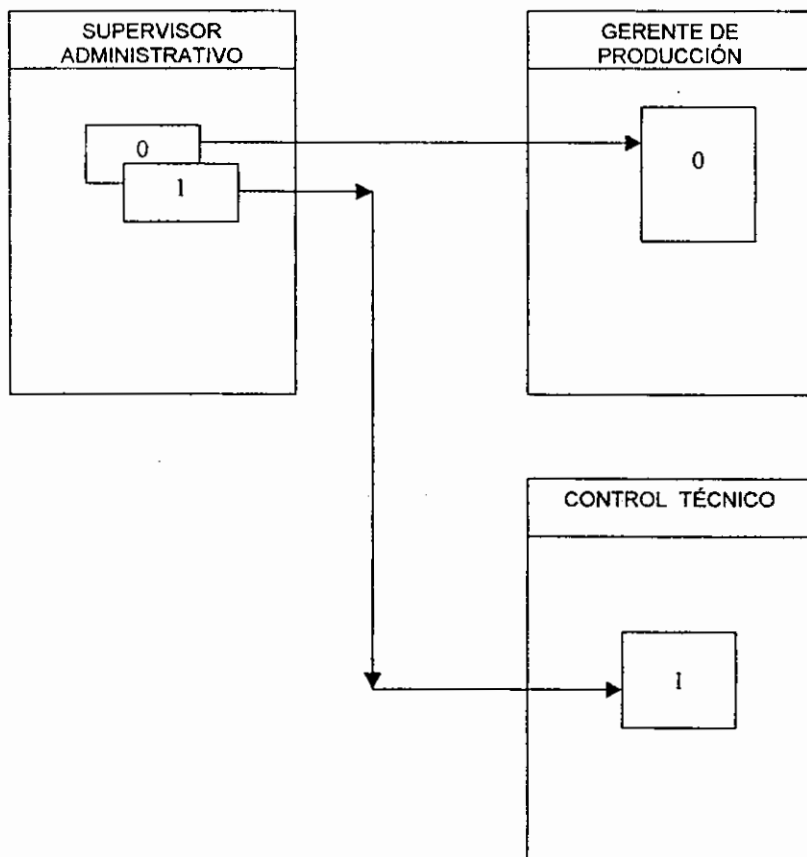 SUPERVISOR
ADMINISTRATIVO
GERENTE DE
PRODUCCIÓN
0
1
0
CONTROL TÉCNICO
1